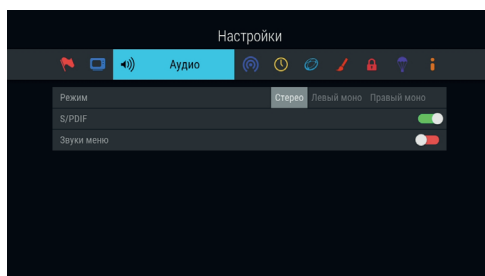 Настройки
Аудио
Режим Стерео Левый моно Правый моно
S/PDIF
Звуки меню